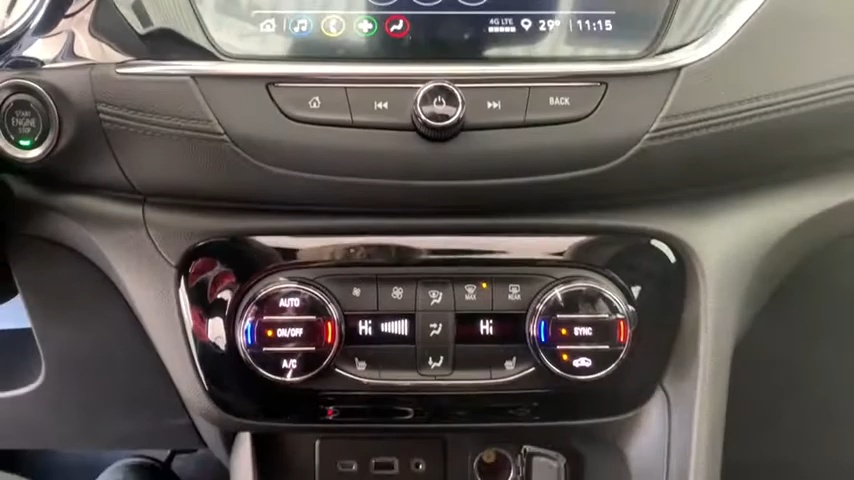 4G LTE
29°
11:15
START
ENGINE
STOP
BACK
AUTO
ON/OFF
A/C
Hi
MAX
REAR
Hi
SYNC